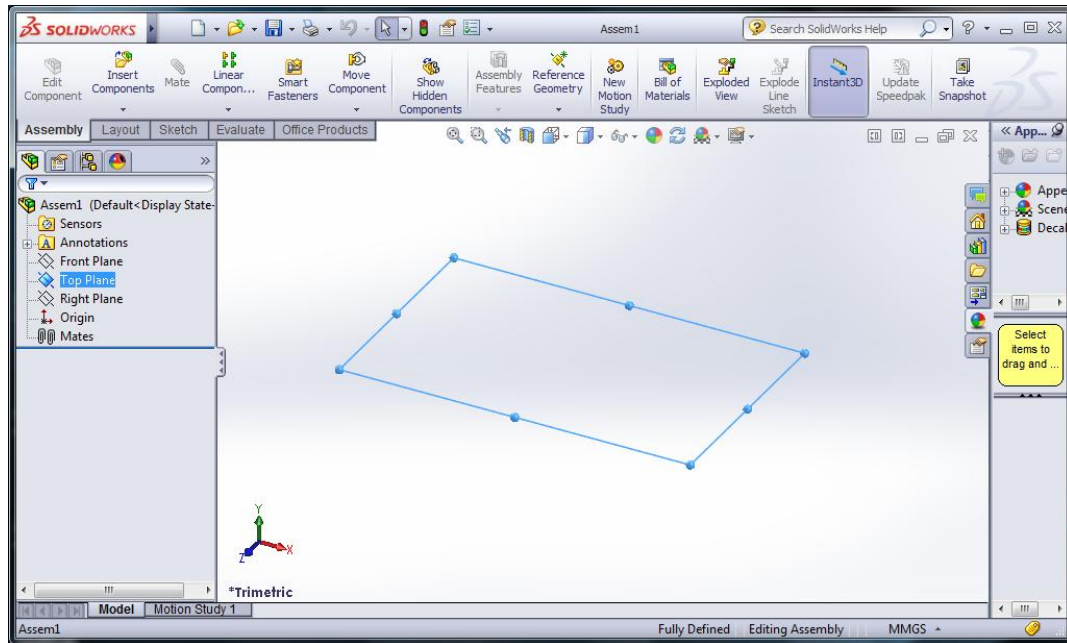 SOLIDWORKS
Assem1
Search SolidWorks Help
Edit Component
Insert Components
Mate
Linear Compon...
Smart Fasteners
Move Component
Show Hidden Components
Assembly Features
Reference Geometry
New Motion Study
Bill of Materials
Exploded View
Explode Line Sketch
Instant3D
Update Speedpak
Take Snapshot
Assembly
Layout
Sketch
Evaluate
Office Products
« App...
Assem1 (Default<Display State-
Sensors
Annotations
Front Plane
Top Plane
Right Plane
Origin
Mates
Appe
Scene
Decal
Select
items to
drag and ...
Y
X
Z
*Trimetric
Model
Motion Study 1
Assem1
Fully Defined
Editing Assembly
MMGS